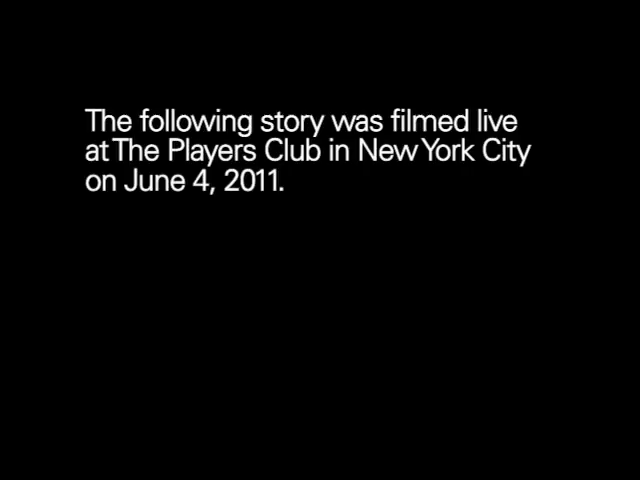 The following story was filmed live
at The Players Club in New York City
on June 4, 2011.